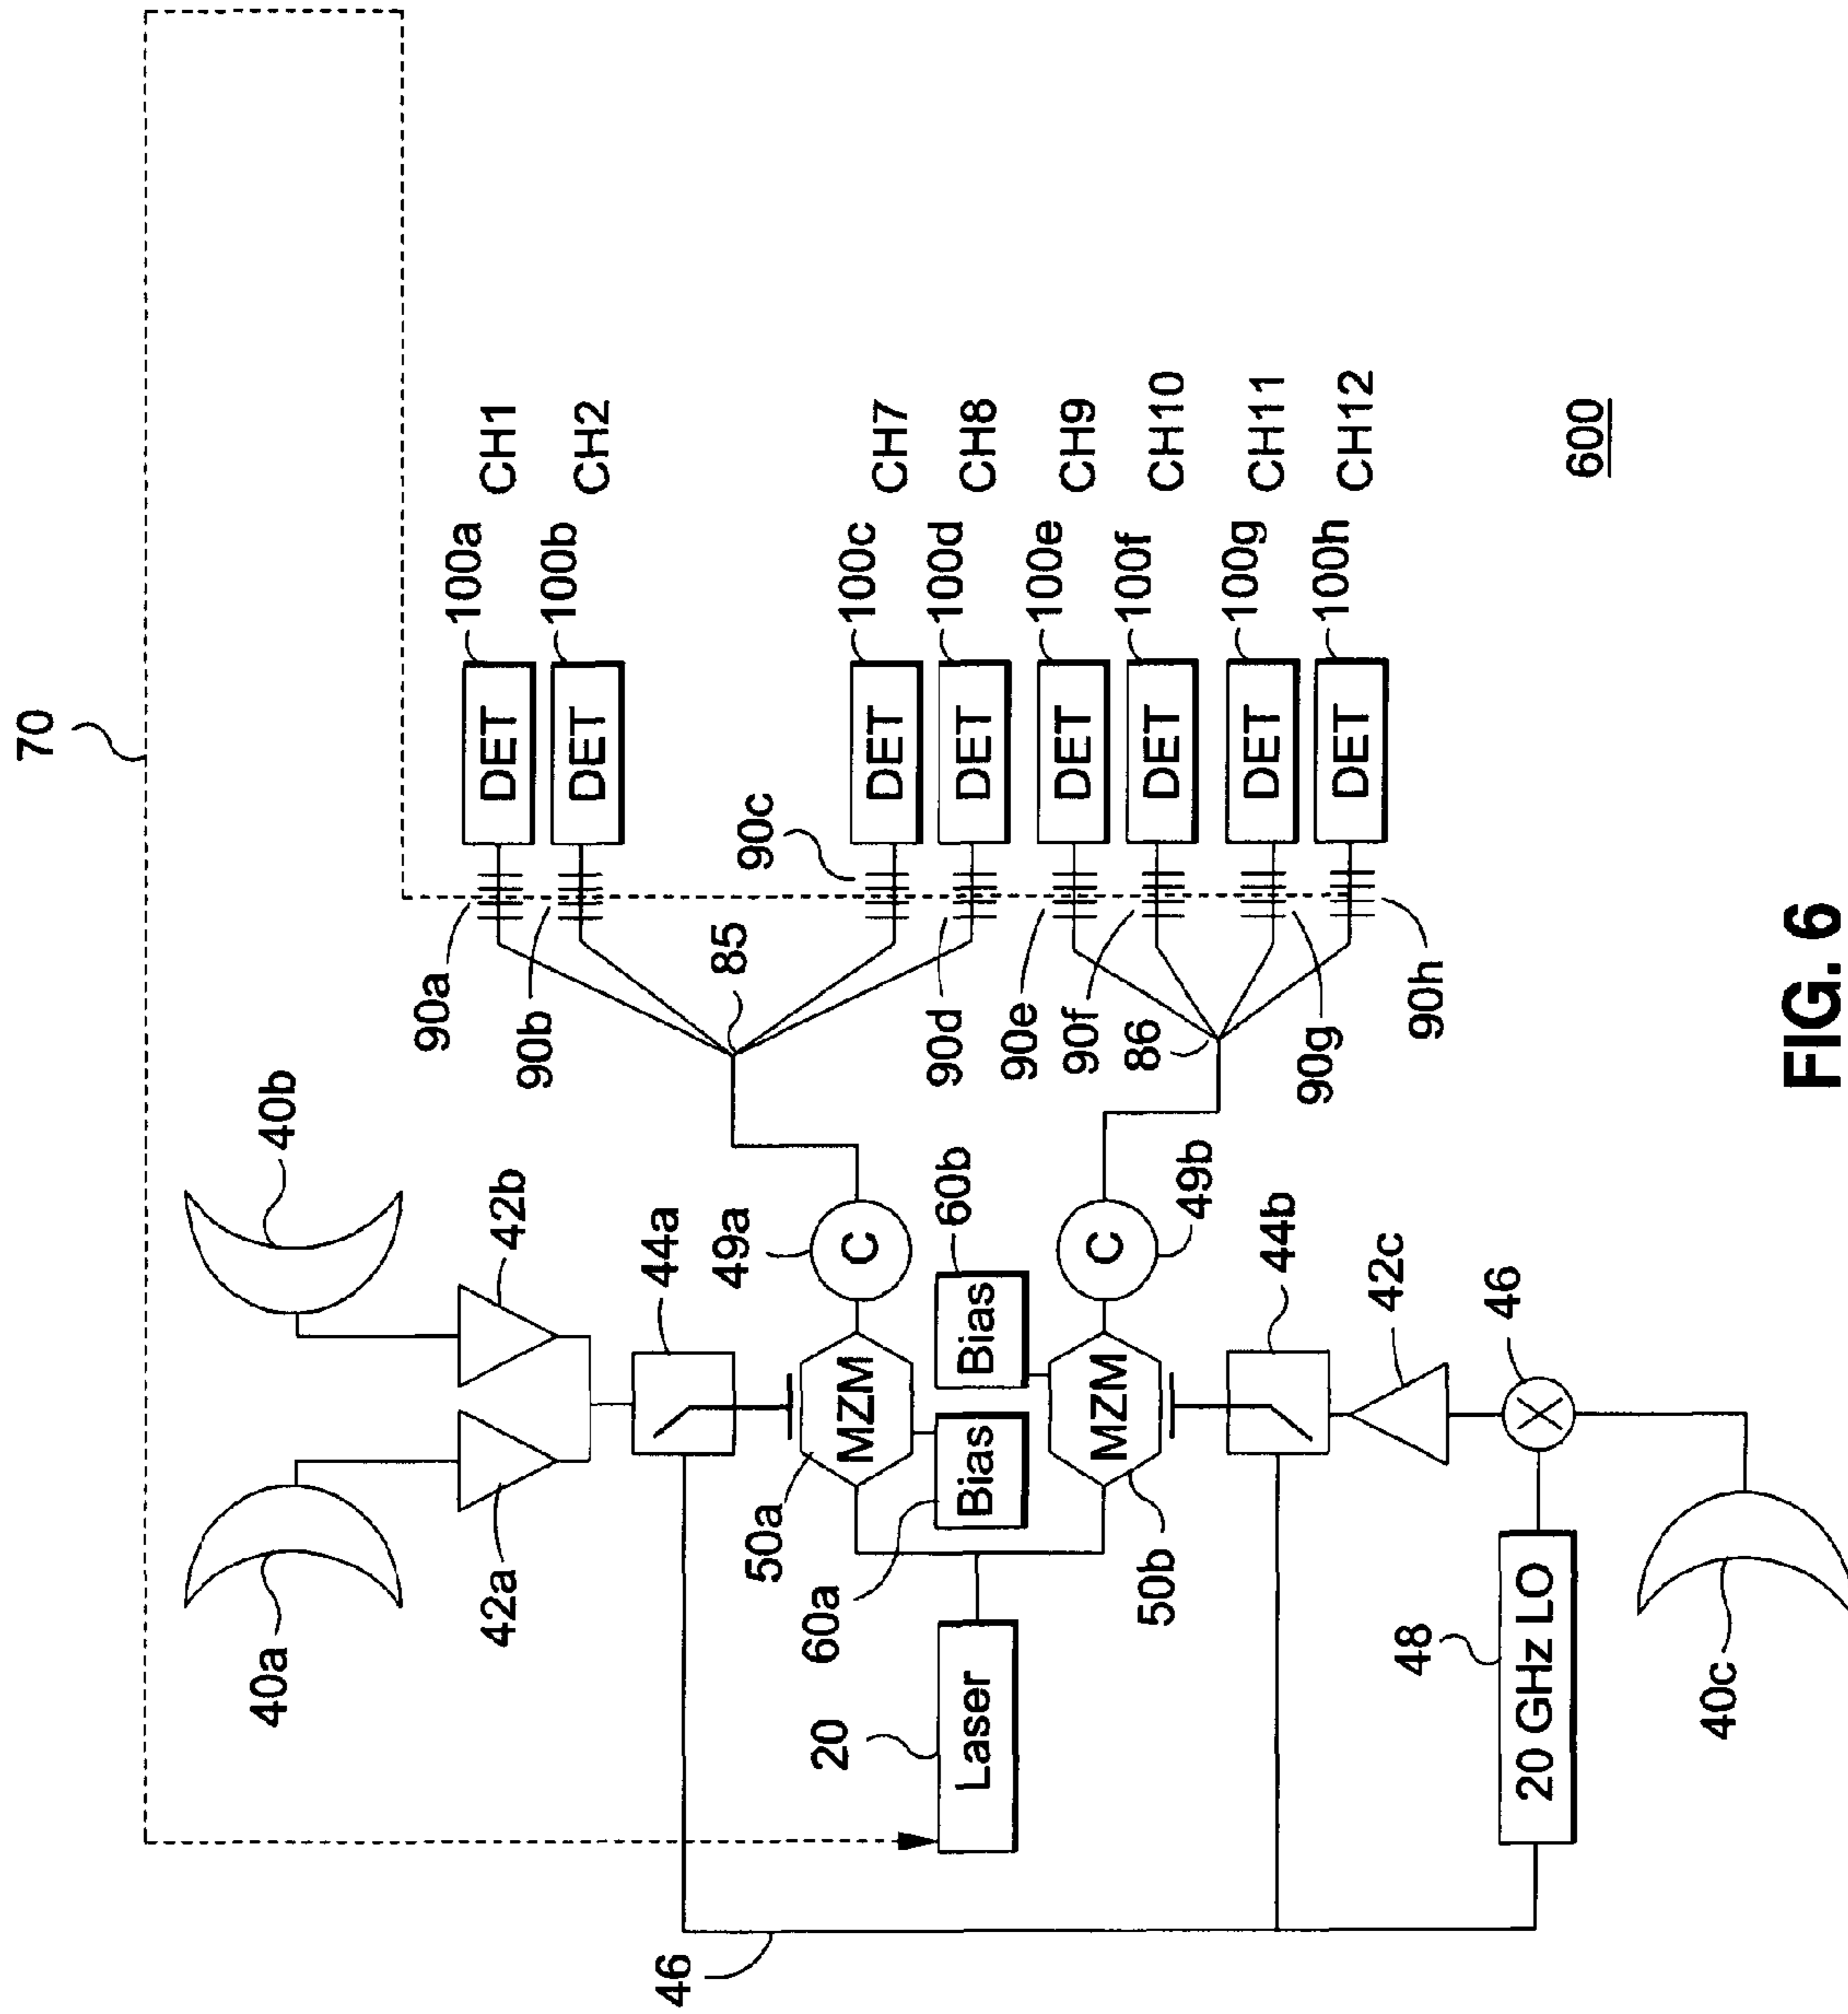 70
40a
40b
42a
42b
44a
46
49a
50a
MZM
C
60a
Bias
60b
Bias
20
Laser
50b
MZM
C
49b
44b
42c
46
X
48
20 GHz LO
40c
85
86
90a
DET
100a
CH1
90b
DET
100b
CH2
90c
DET
100c
CH7
90d
DET
100d
CH8
90e
DET
100e
CH9
90f
DET
100f
CH10
90g
DET
100g
CH11
90h
DET
100h
CH12
600
FIG. 6